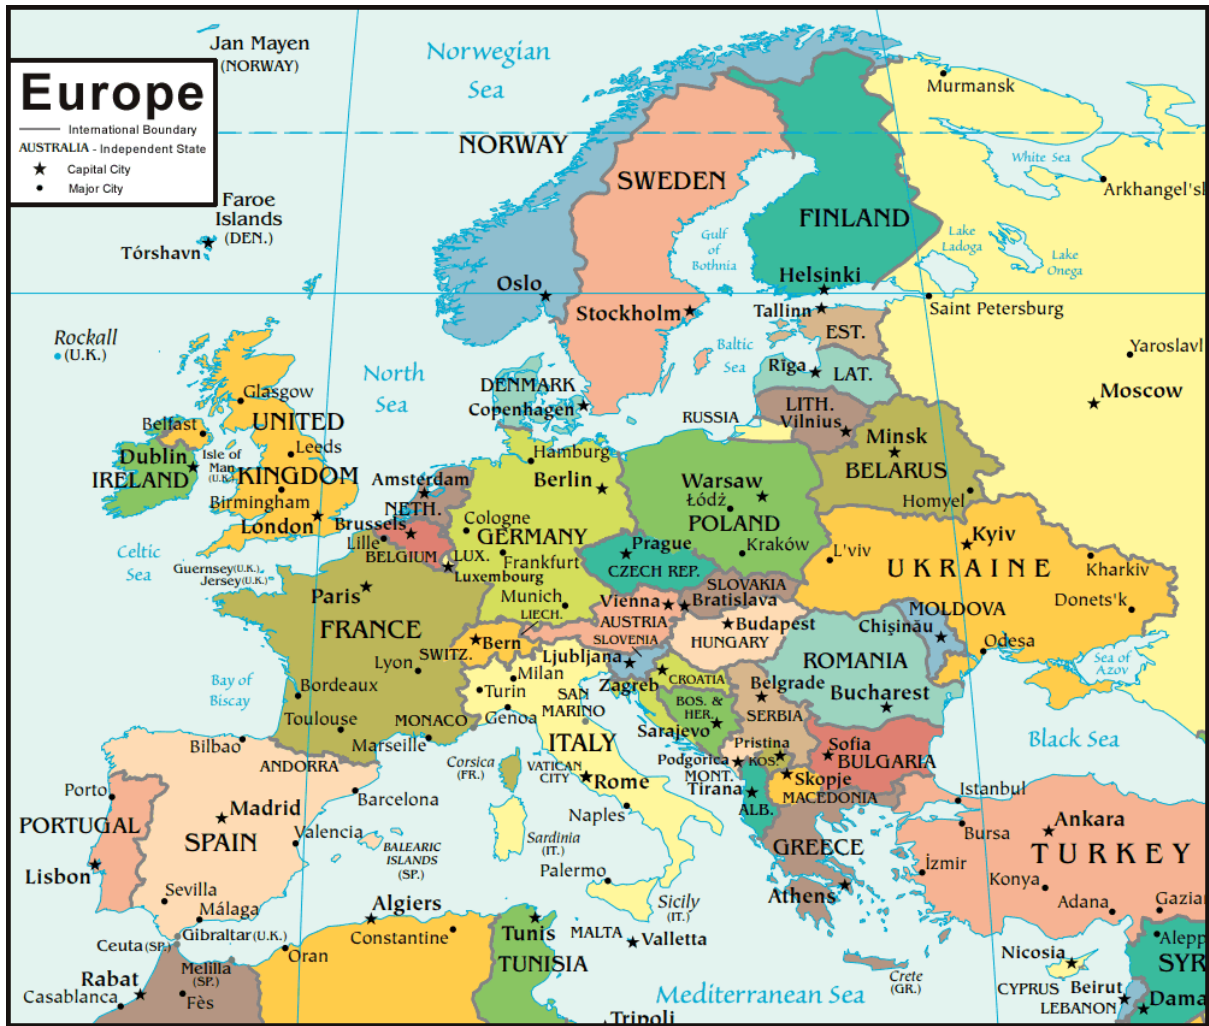 Jan Mayen
(NORWAY)
Norwegian
Sea
Europe
International Boundary
AUSTRALIA - Independent State
Capital City
Major City
Murmansk
NORWAY
White Sea
SWEDEN
Arkhangel'sk
Faroe
Islands
(DEN.)
FINLAND
Tórshavn
Gulf
of
Bothnia
Lake
Ladoga
Lake
Onega
Helsinki
Oslo
Stockholm
Tallinn
Saint Petersburg
Rockall
(U.K.)
EST.
Baltic
Sea
Yaroslavl
North
Sea
Rīga
LAT.
DENMARK
Copenhagen
Moscow
Glasgow
LITH.
Vilnius
RUSSIA
UNITED
KINGDOM
Belfast
Minsk
BELARUS
Dublin
IRELAND
Isle of
Man
(U.K.)
Leeds
Hamburg
Amsterdam
NETH.
Berlin
Warsaw
Łódź
POLAND
Homyel
Birmingham
London
Brussels
BELGIUM
Cologne
GERMANY
Lille
Kyiv
Celtic
Sea
LUX.
Luxembourg
Frankfurt
Prague
CZECH REP.
Kraków
L'viv
UKRAINE
Kharkiv
Guernsey(U.K.)
Jersey(U.K.)
Paris
Munich
LIECH.
Vienna
AUSTRIA
SLOVAKIA
Bratislava
Donets'k
FRANCE
SLOVENIA
Budapest
HUNGARY
MOLDOVA
Chişinău
Odesa
Bern
SWITZ.
Lyon
Ljubljana
Zagreb
CROATIA
ROMANIA
Sea of
Azov
Milan
Turin
Genoa
SAN
MARINO
Bay of
Biscay
Bordeaux
Toulouse
Belgrade
SERBIA
Bucharest
BOS. &
HER.
Sarajevo
MONACO
Marseille
ITALY
Bilbao
ANDORRA
Corsica
(FR.)
VATICAN
CITY
Rome
Podgorica
MONT.
Pristina
KOS.
Sofia
BULGARIA
Black Sea
Tirana
ALB.
Skopje
MACEDONIA
Istanbul
Porto
PORTUGAL
Madrid
SPAIN
Barcelona
Naples
Bursa
Ankara
TURKEY
Lisbon
Valencia
BALEARIC
ISLANDS
(SP.)
Sardinia
(IT.)
GREECE
Athens
İzmir
Konya
Adana
Gazian
Palermo
Sicily
(IT.)
Sevilla
Málaga
Algiers
Constantine
Tunis
TUNISIA
MALTA
Valletta
Ceuta(SP.)
Gibraltar(U.K.)
Oran
Nicosia
CYPRUS
Alepp
SYR
Rabat
Melilla
(SP.)
Casablanca
Fès
Crete
(GR.)
Mediterranean Sea
Beirut
LEBANON
Dama
Tripoli